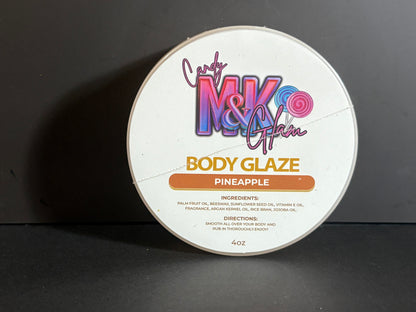 Candy
M&K
Glam
BODY GLAZE
PINEAPPLE
INGREDIENTS:
PALM FRUIT OIL, BEESWAX, SUNFLOWER SEED OIL, VITAMIN E OIL,
FRAGRANCE, ARGAN KERNEL OIL, RICE BRAN, JOJOBA OIL.
DIRECTIONS:
SMOOTH ALL OVER YOUR BODY AND
RUB IN THOROUGHLY ENJOY!
4oz